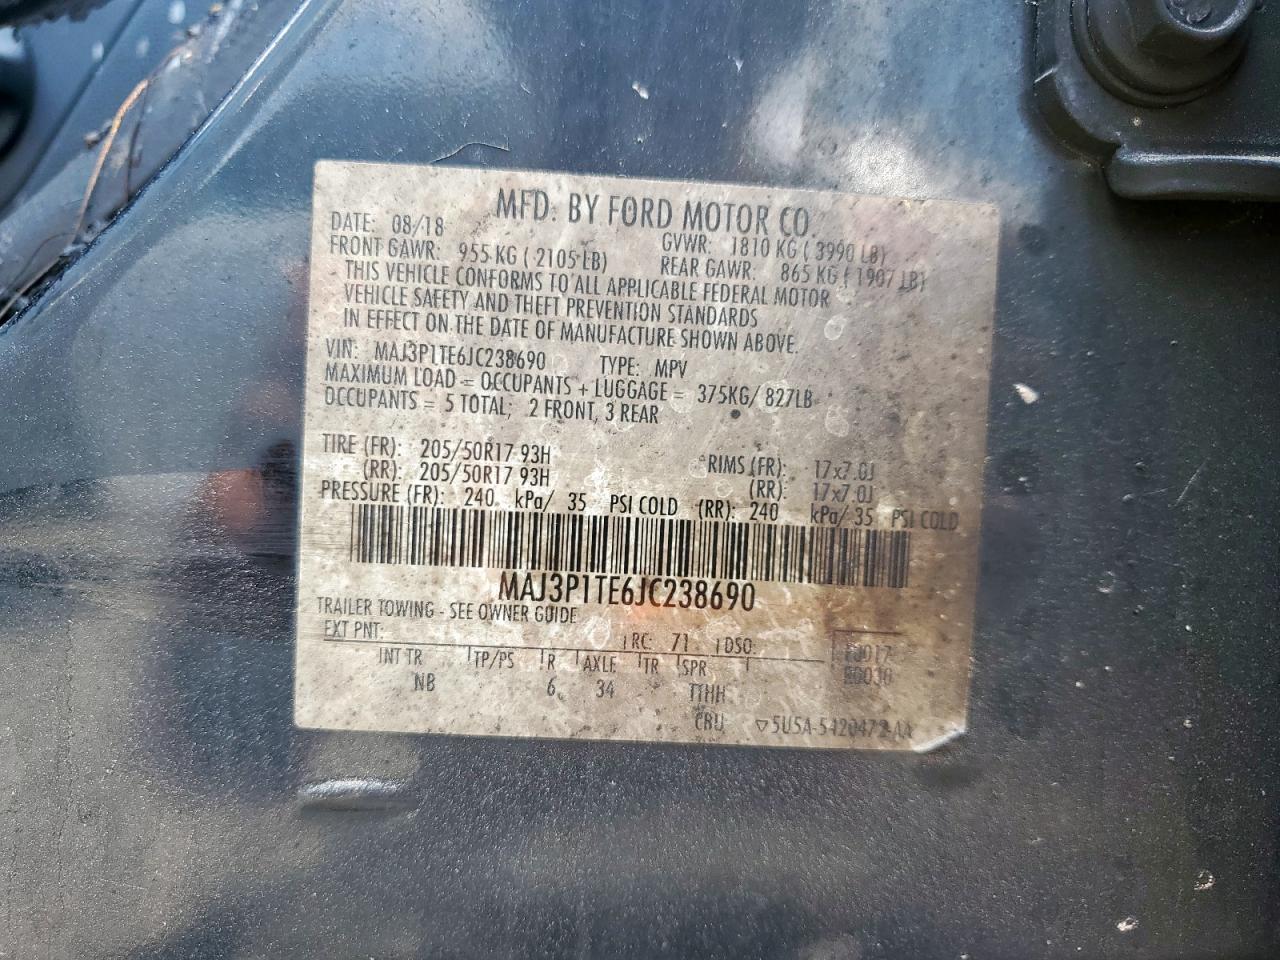 MFD. BY FORD MOTOR CO.
DATE: 08/18 GVWR: 1810 KG ( 3990 LB)
FRONT GAWR: 955 KG ( 2105 LB) REAR GAWR: 865 KG ( 1907 LB)
THIS VEHICLE CONFORMS TO ALL APPLICABLE FEDERAL MOTOR
VEHICLE SAFETY AND THEFT PREVENTION STANDARDS
IN EFFECT ON THE DATE OF MANUFACTURE SHOWN ABOVE.
VIN: MAJ3P1TE6JC238690 TYPE: MPV
MAXIMUM LOAD = OCCUPANTS + LUGGAGE = 375KG/ 827LB
OCCUPANTS = 5 TOTAL; 2 FRONT, 3 REAR
TIRE (FR): 205/50R17 93H RIMS (FR): 17x7.0J
(RR): 205/50R17 93H (RR): 17x7.0J
PRESSURE (FR): 240 kPa/ 35 PSI COLD (RR): 240 kPa/ 35 PSI COLD
MAJ3P1TE6JC238690
TRAILER TOWING - SEE OWNER GUIDE
EXT PNT: RC: 71 DSO:
INT TR TP/PS R AXLE TR SPR
NB 6 34 TTHH
CBU 5U5A-5420472-AA